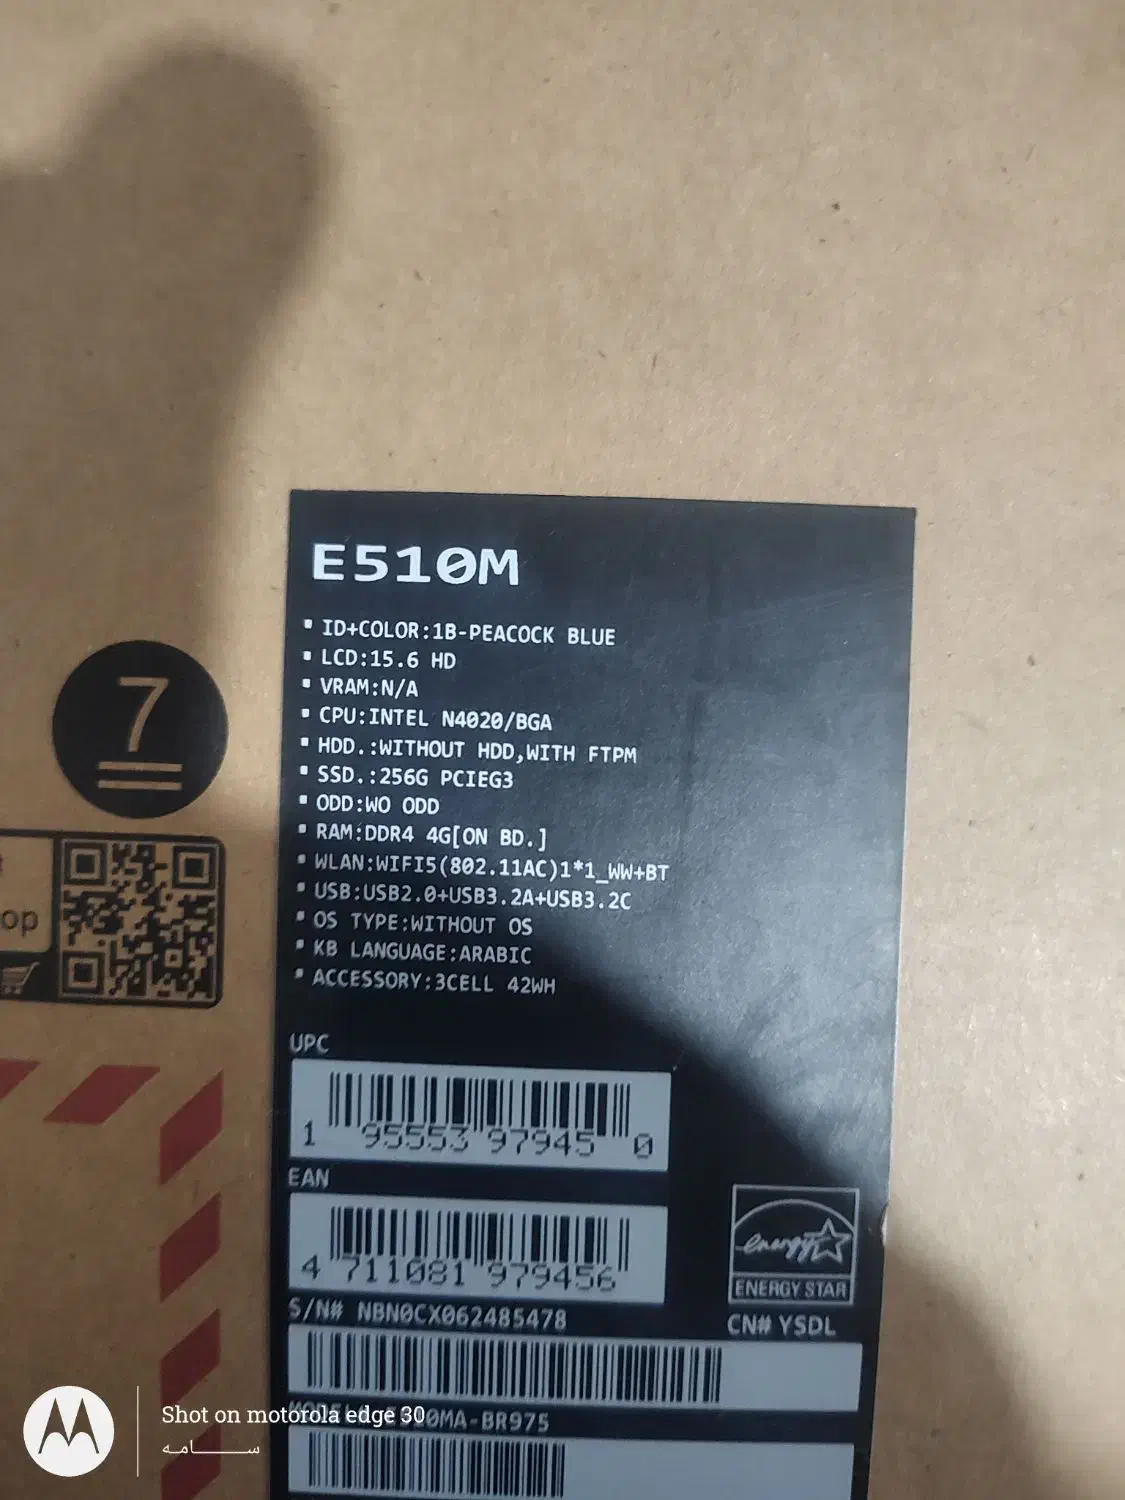 E510M
▪ ID+COLOR:1B-PEACOCK BLUE
▪ LCD:15.6 HD
▪ VRAM:N/A
▪ CPU:INTEL N4020/BGA
▪ HDD.:WITHOUT HDD,WITH FTPM
▪ SSD.:256G PCIEG3
▪ ODD:WO ODD
▪ RAM:DDR4 4G[ON BD.]
▪ WLAN:WIFI5(802.11AC)1*1_WW+BT
▪ USB:USB2.0+USB3.2A+USB3.2C
▪ OS TYPE:WITHOUT OS
▪ KB LANGUAGE:ARABIC
▪ ACCESSORY:3CELL 42WH
7
op
UPC
1 95553 97945 0
EAN
4 711081 979456
energy
ENERGY STAR
S/N# NBN0CX062485478
CN# YSDL
MA-BR975
Shot on motorola edge 30
ســــامه